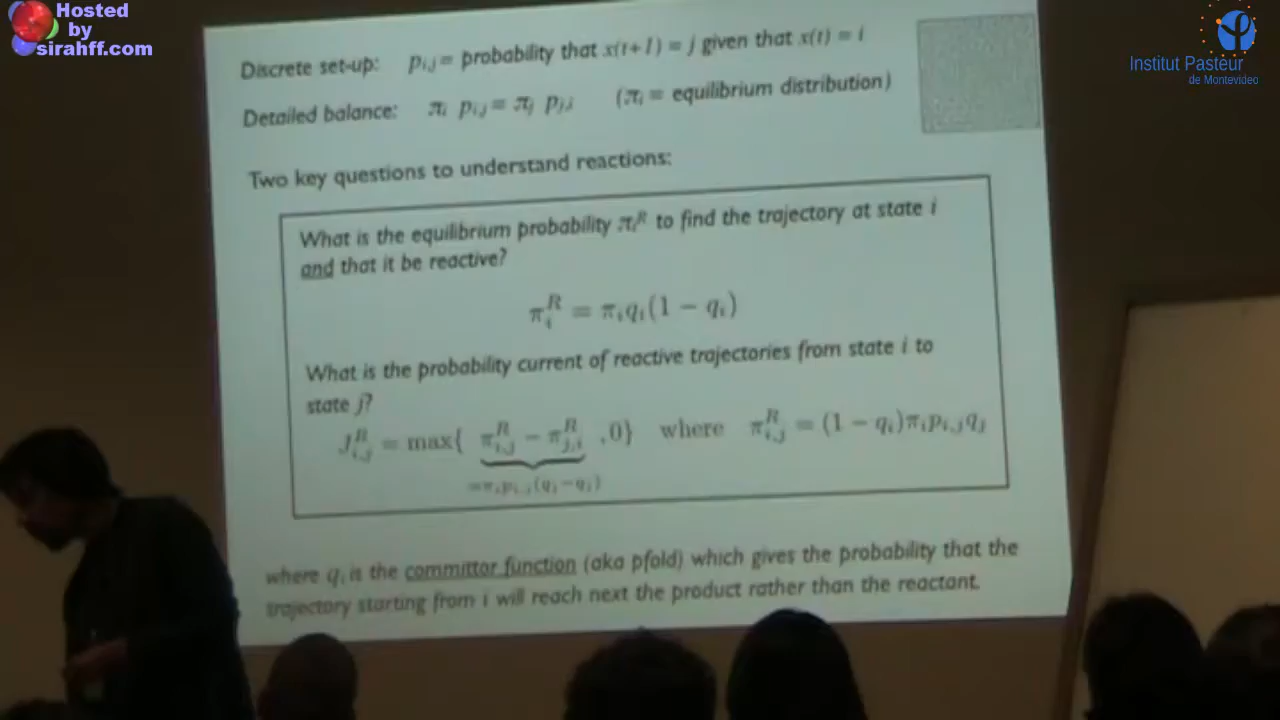 Hosted
by
sirahff.com
Institut Pasteur
de Montevideo
Discrete set-up: p_{i,j} = probability that x(t+1) = j given that x(t) = i
Detailed balance: π_i p_{i,j} = π_j p_{j,i} (π_i = equilibrium distribution)
Two key questions to understand reactions:
What is the equilibrium probability π_i^R to find the trajectory at state i
and that it be reactive?
π_i^R = π_i q_i (1 − q_i)
What is the probability current of reactive trajectories from state i to
state j?
J_{i,j}^R = max{ π_{i,j}^R − π_{j,i}^R , 0} where π_{i,j}^R = (1 − q_i)π_i p_{i,j} q_j
=π_i p_{i,j}(q_j−q_i)
where q_i is the committor function (aka pfold) which gives the probability that the
trajectory starting from i will reach next the product rather than the reactant.